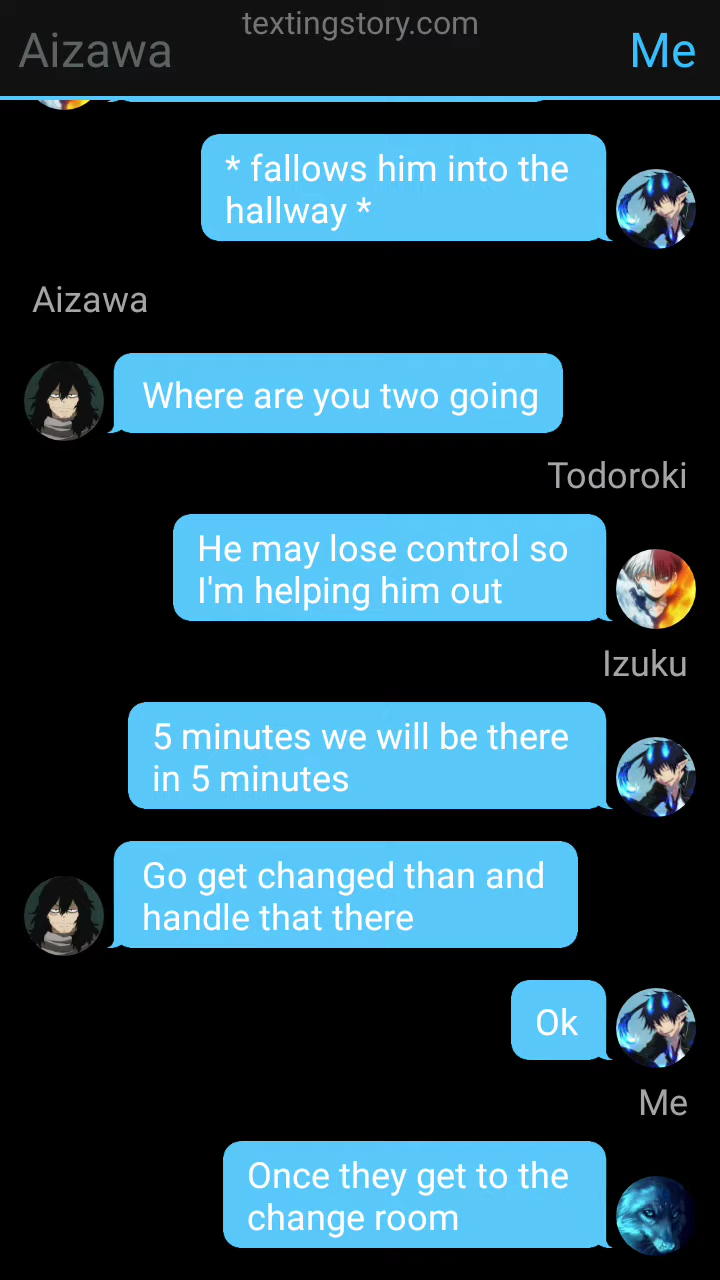 textingstory.com
Aizawa
Me
* fallows him into the
hallway *
Aizawa
Where are you two going
Todoroki
He may lose control so
I'm helping him out
Izuku
5 minutes we will be there
in 5 minutes
Go get changed than and
handle that there
Ok
Me
Once they get to the
change room